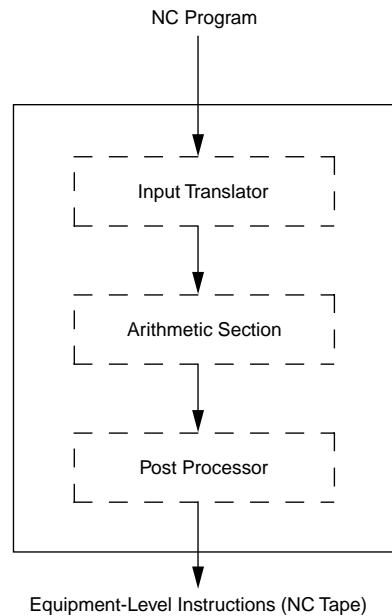 NC Program
Input Translator
Arithmetic Section
Post Processor
Equipment-Level Instructions (NC Tape)